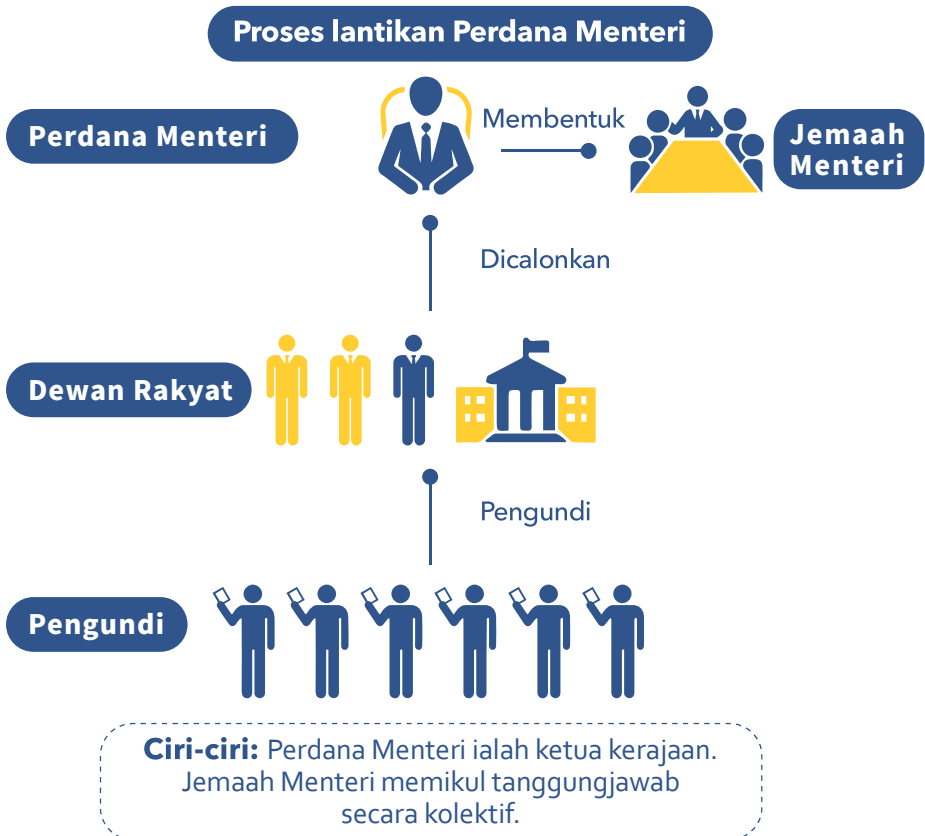 Proses lantikan Perdana Menteri
Perdana Menteri
Membentuk
Jemaah
Menteri
Dicalonkan
Dewan Rakyat
Pengundi
Pengundi
Ciri-ciri: Perdana Menteri ialah ketua kerajaan.
Jemaah Menteri memikul tanggungjawab
secara kolektif.